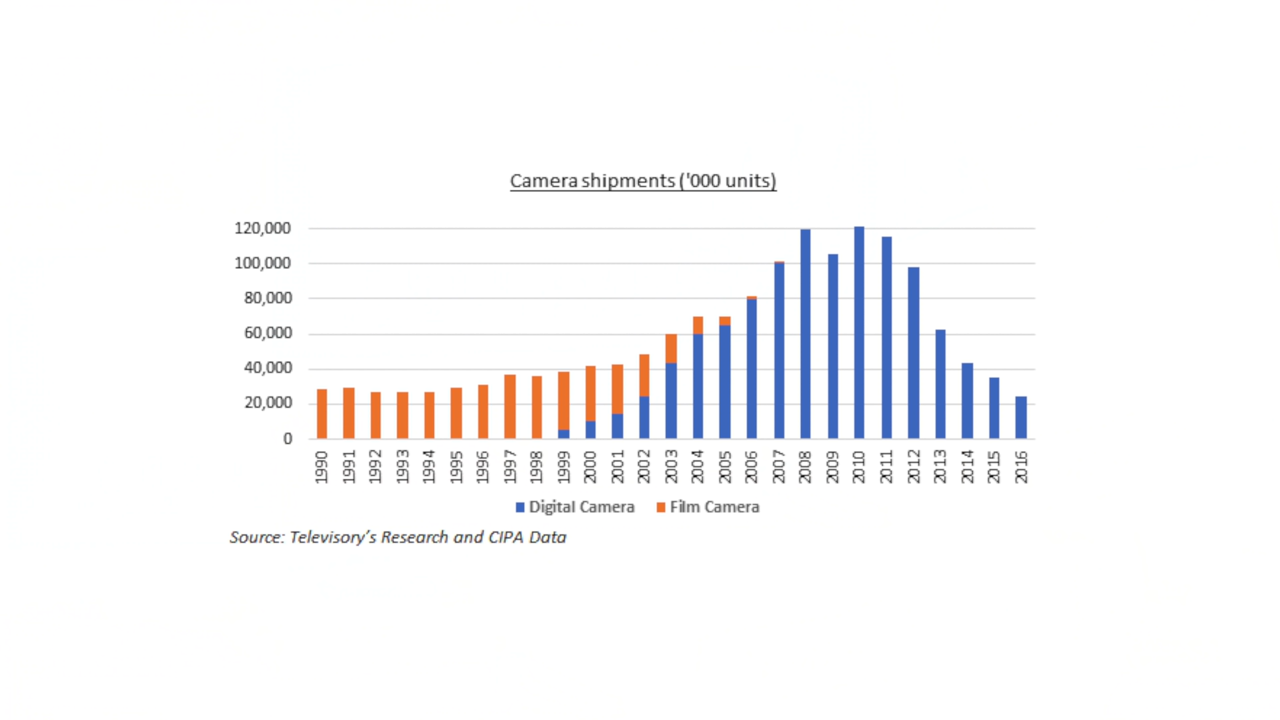 Camera shipments ('000 units)
120,000
100,000
80,000
60,000
40,000
20,000
0
1990 1991 1992 1993 1994 1995 1996 1997 1998 1999 2000 2001 2002 2003 2004 2005 2006 2007 2008 2009 2010 2011 2012 2013 2014 2015 2016
Digital Camera Film Camera
Source: Televisory’s Research and CIPA Data